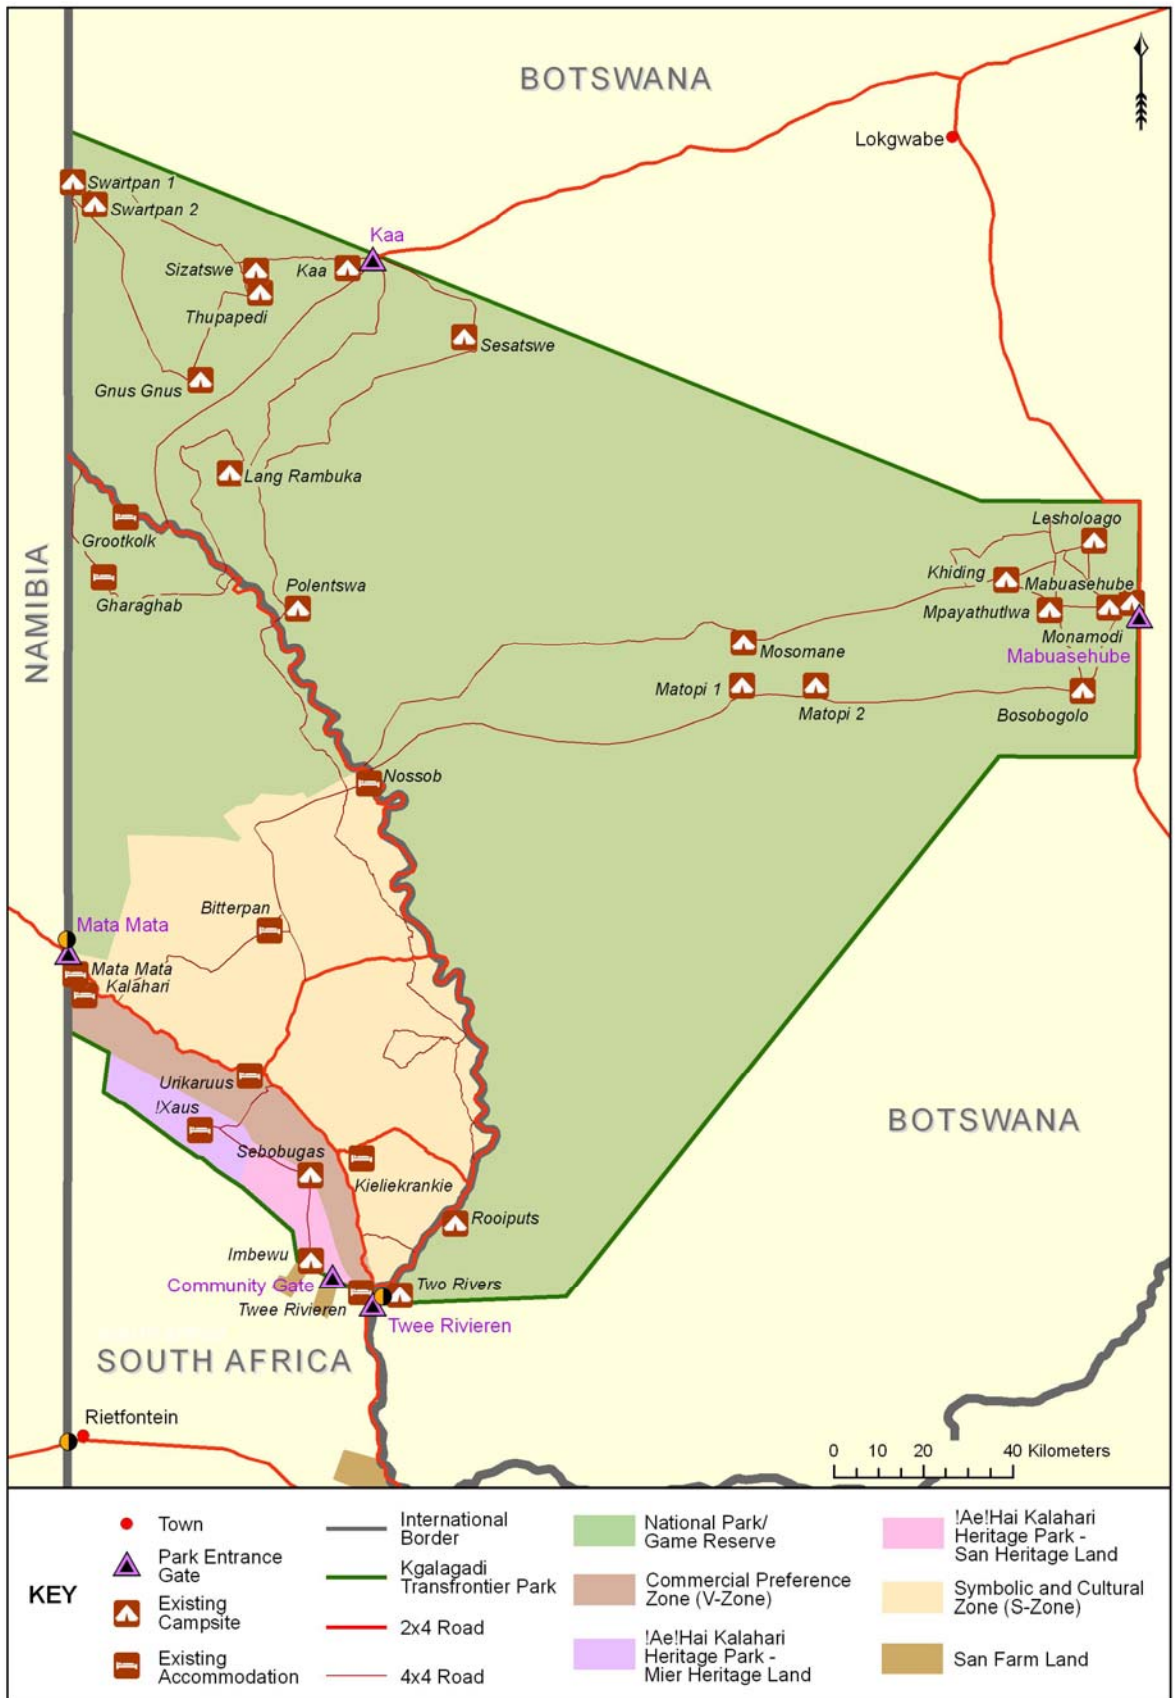 BOTSWANA
Lokgwabe
Swartpan 1
Swartpan 2
Kaa
Sizatswe
Kaa
Thupapedi
Sesatswe
Gnus Gnus
Lang Rambuka
Lesholoago
Grootkolk
NAMIBIA
Khiding
Mabuasehube
Gharaghab
Polentswa
Mpayathutlwa
Monamodi
Mosomane
Mabuasehube
Matopi 1
Matopi 2
Bosobogolo
Nossob
Bitterpan
Mata Mata
Mata Mata
Kalahari
Urikaruus
!Xaus
BOTSWANA
Sebobugas
Kieliekrankie
Rooiputs
Imbewu
Community Gate
Two Rivers
Twee Rivieren
Twee Rivieren
SOUTH AFRICA
Rietfontein
0 10 20 40 Kilometers
KEY
Town
Park Entrance
Gate
Existing
Campsite
Existing
Accommodation
International
Border
Kgalagadi
Transfrontier Park
2x4 Road
4x4 Road
National Park/
Game Reserve
Commercial Preference
Zone (V-Zone)
!Ae!Hai Kalahari
Heritage Park -
Mier Heritage Land
!Ae!Hai Kalahari
Heritage Park -
San Heritage Land
Symbolic and Cultural
Zone (S-Zone)
San Farm Land